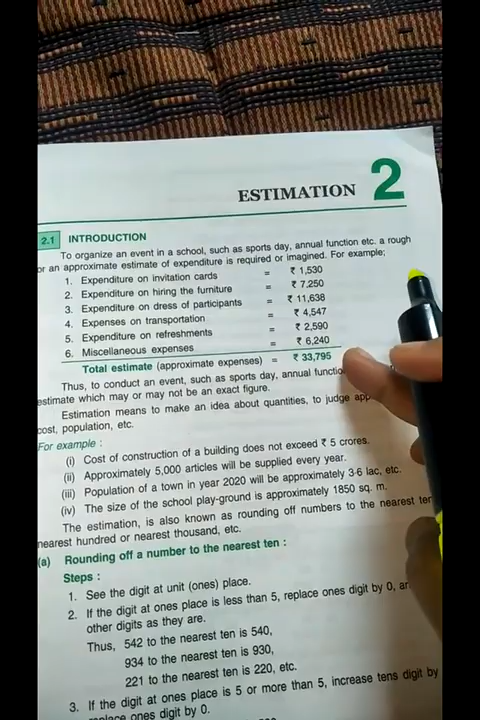 ESTIMATION 2
2.1 INTRODUCTION
To organize an event in a school, such as sports day, annual function etc. a rough
or an approximate estimate of expenditure is required or imagined. For example;
1. Expenditure on invitation cards = ₹ 1,530
2. Expenditure on hiring the furniture = ₹ 7,250
3. Expenditure on dress of participants = ₹ 11,638
4. Expenses on transportation = ₹ 4,547
5. Expenditure on refreshments = ₹ 2,590
6. Miscellaneous expenses = ₹ 6,240
Total estimate (approximate expenses) = ₹ 33,795
Thus, to conduct an event, such as sports day, annual
estimate which may or may not be an exact figure.
Estimation means to make an idea about quantities, to judge
cost, population, etc.
For example :
(i) Cost of construction of a building does not exceed ₹ 5 crores.
(ii) Approximately 5,000 articles will be supplied every year.
(iii) Population of a town in year 2020 will be approximately 3·6 lac, etc.
(iv) The size of the school play-ground is approximately 1850 sq. m.
The estimation, is also known as rounding off numbers to the nearest ten
nearest hundred or nearest thousand, etc.
(a) Rounding off a number to the nearest ten :
Steps :
1. See the digit at unit (ones) place.
2. If the digit at ones place is less than 5, replace ones digit by 0,
other digits as they are.
Thus, 542 to the nearest ten is 540,
934 to the nearest ten is 930,
221 to the nearest ten is 220, etc.
3. If the digit at ones place is 5 or more than 5, increase tens digit by
replace ones digit by 0.